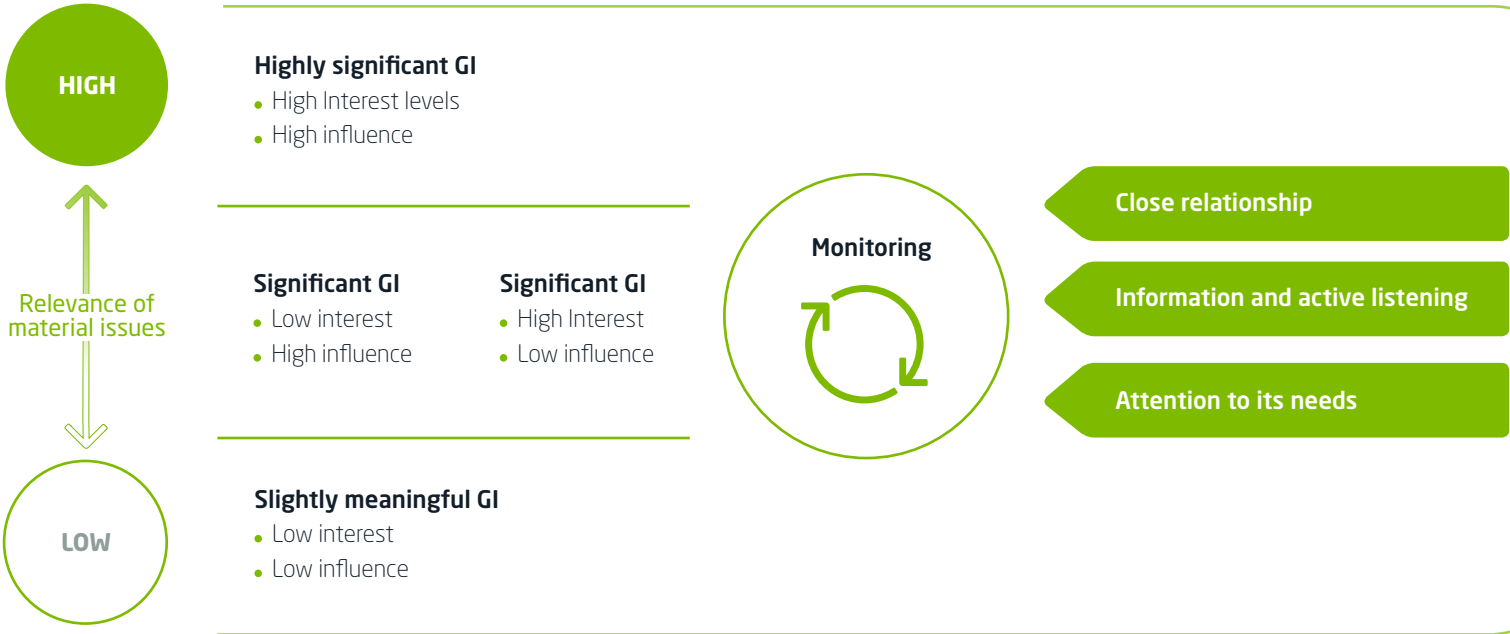 HIGH
Relevance of
material issues
LOW
Highly significant GI
• High Interest levels
• High influence
Significant GI
• Low interest
• High influence
Significant GI
• High Interest
• Low influence
Slightly meaningful GI
• Low interest
• Low influence
Monitoring
Close relationship
Information and active listening
Attention to its needs